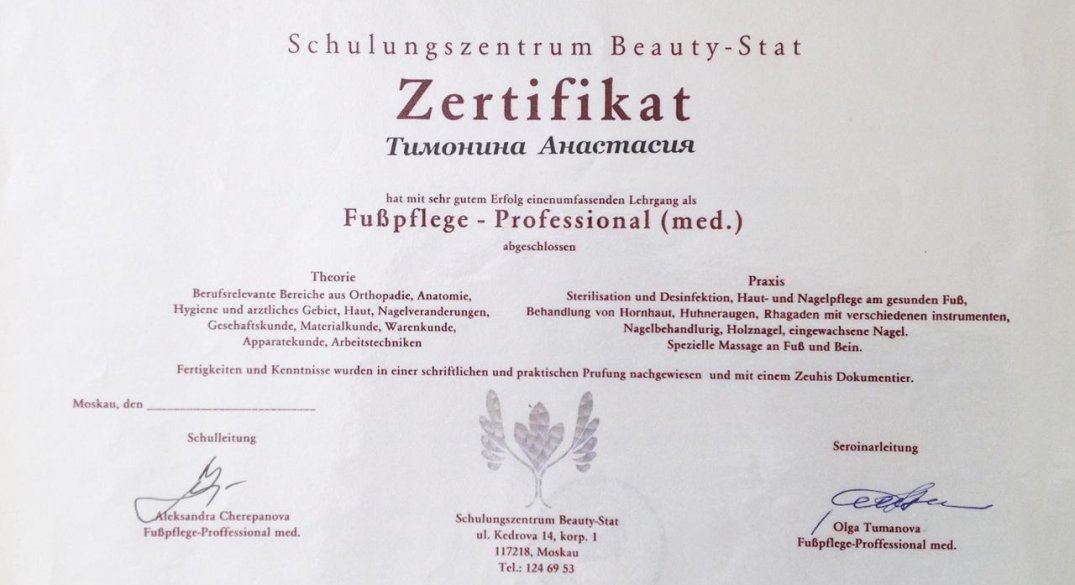 Schulungszentrum Beauty-Stat
Zertifikat
Тимонина Анастасия
hat mit sehr gutem Erfolg einenumfassenden Lehrgang als
Fußpflege - Professional (med.)
abgeschlossen
Theorie
Berufsrelevante Bereiche aus Orthopadie, Anatomie,
Hygiene und arztliches Gebiet, Haut, Nagelveranderungen,
Geschaftskunde, Materialkunde, Warenkunde,
Apparatekunde, Arbeitstechniken
Praxis
Sterilisation und Desinfektion, Haut- und Nagelpflege am gesunden Fuß,
Behandlung von Hornhaut, Huhneraugen, Rhagaden mit verschiedenen instrumenten,
Nagelbehandlurig, Holznagel, eingewachsene Nagel.
Spezielle Massage an Fuß und Bein.
Fertigkeiten und Kenntnisse wurden in einer schriftlichen und praktischen Prufung nachgewiesen und mit einem Zeuhis Dokumentier.
Moskau, den
Schulleitung
Aleksandra Cherepanova
Fußpflege-Proffessional med.
Schulungszentrum Beauty-Stat
ul. Kedrova 14, korp. 1
117218, Moskau
Tel.: 124 69 53
Seroinarleitung
Olga Tumanova
Fußpflege-Proffessional med.